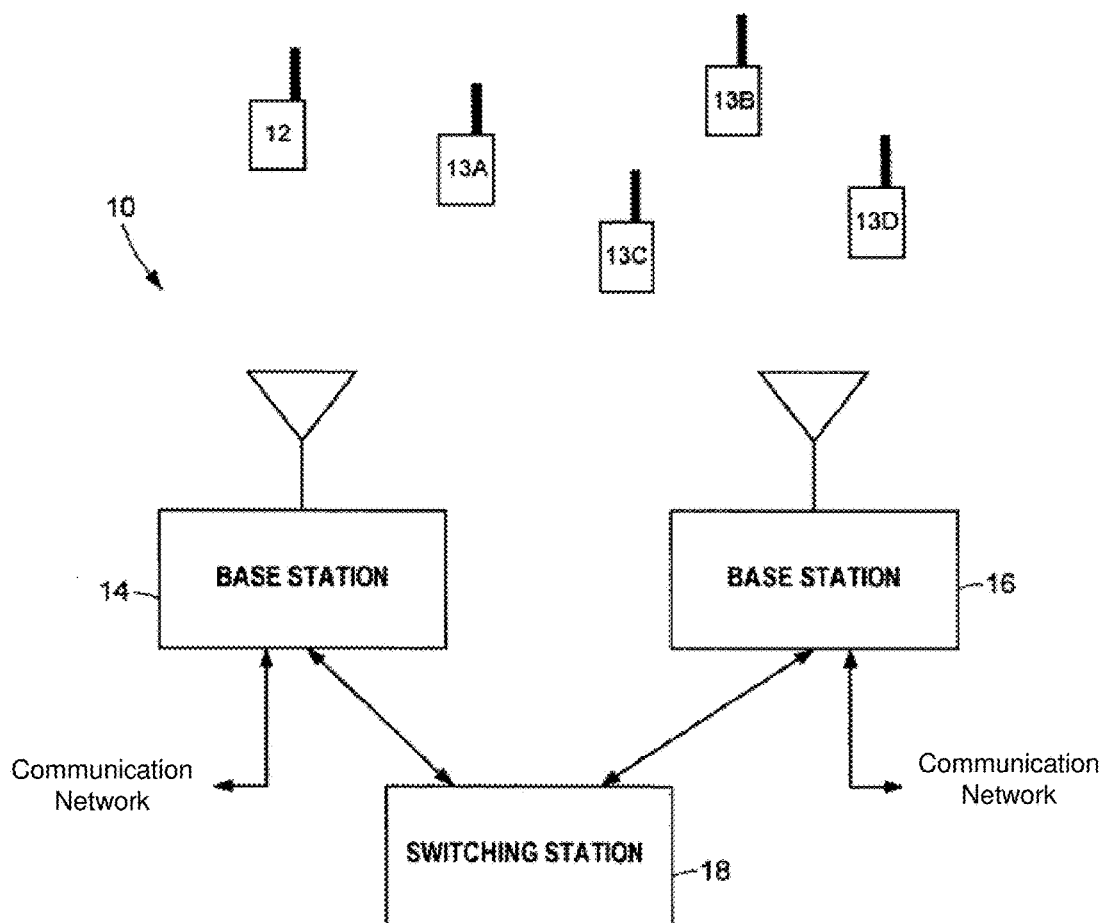 13B
12
13A
10
13D
13C
BASE STATION
BASE STATION
14
16
Communication
Network
Communication
Network
SWITCHING STATION
18